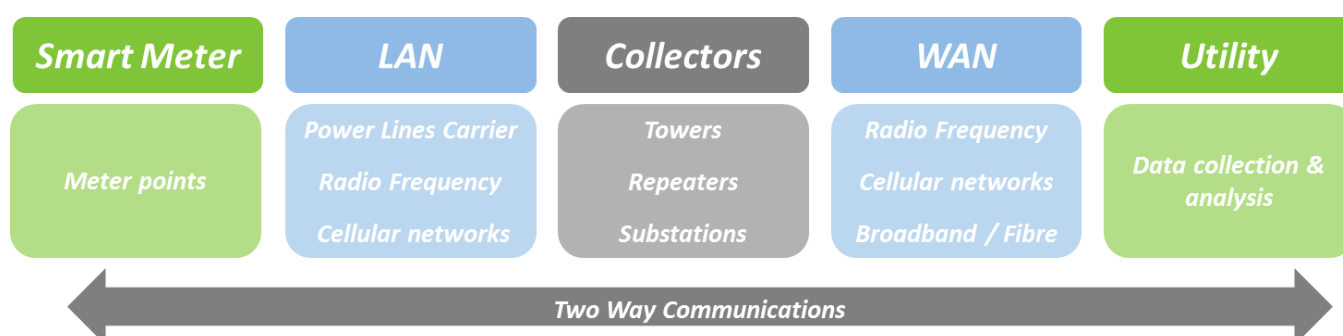 Smart Meter
LAN
Collectors
WAN
Utility
Meter points
Power Lines Carrier
Radio Frequency
Cellular networks
Towers
Repeaters
Substations
Radio Frequency
Cellular networks
Broadband / Fibre
Data collection &
analysis
Two Way Communications